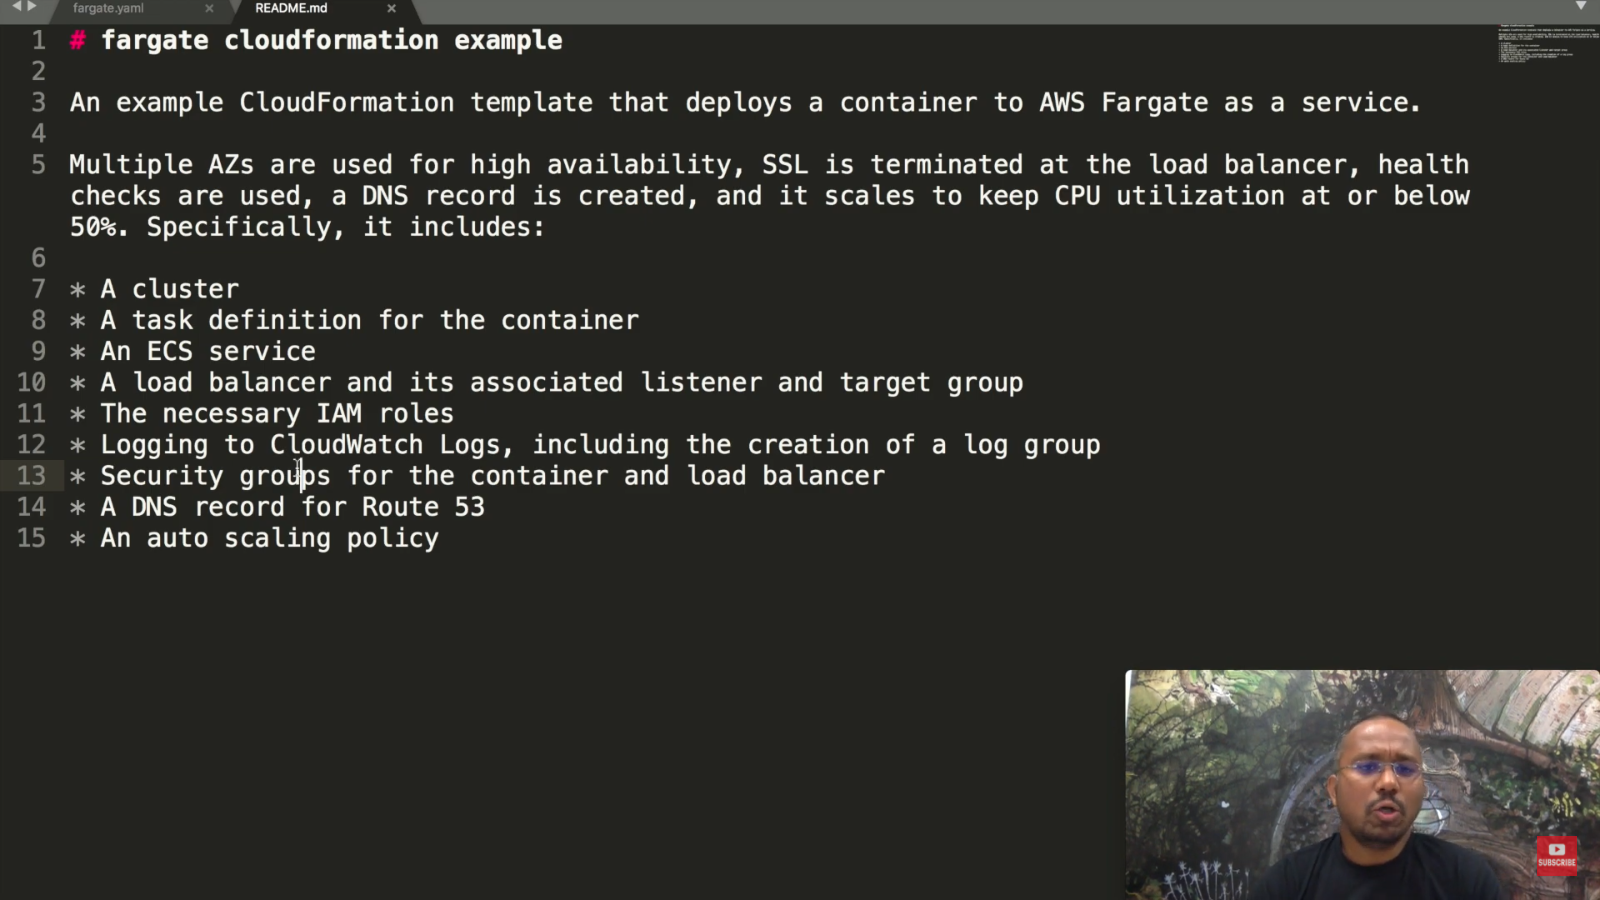 fargate.yaml
README.md
1 # fargate cloudformation example
2
3 An example CloudFormation template that deploys a container to AWS Fargate as a service.
4
5 Multiple AZs are used for high availability, SSL is terminated at the load balancer, health
checks are used, a DNS record is created, and it scales to keep CPU utilization at or below
50%. Specifically, it includes:
6
7 * A cluster
8 * A task definition for the container
9 * An ECS service
10 * A load balancer and its associated listener and target group
11 * The necessary IAM roles
12 * Logging to CloudWatch Logs, including the creation of a log group
13 * Security groups for the container and load balancer
14 * A DNS record for Route 53
15 * An auto scaling policy
SUBSCRIBE